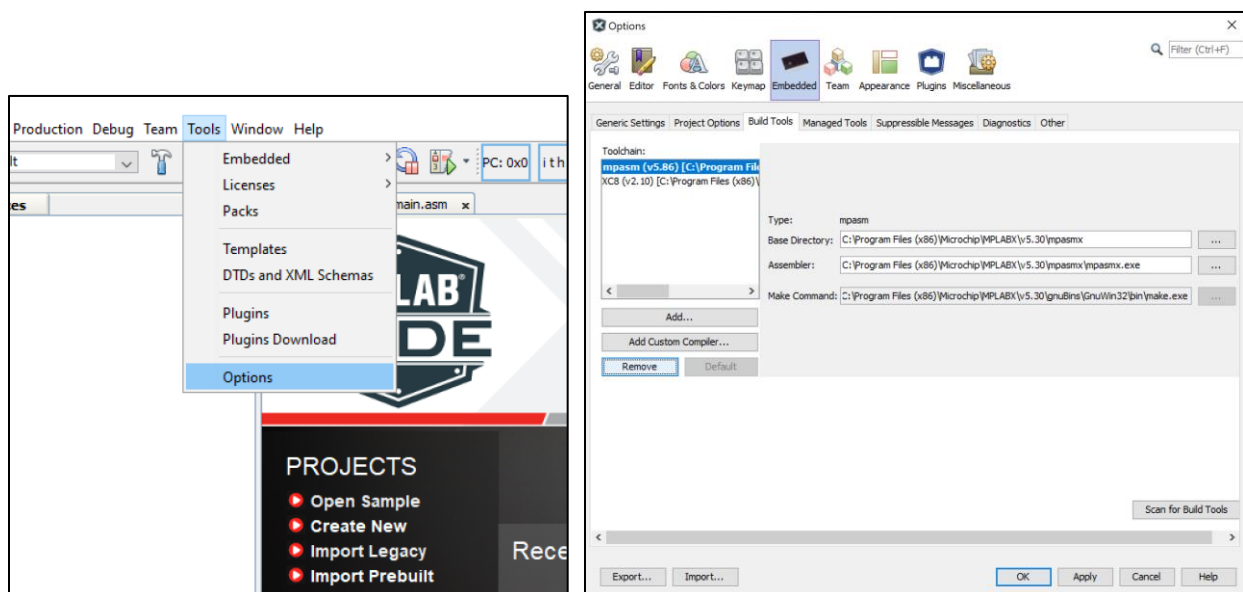 Production Debug Team Tools Window Help
lt
PC: 0x0
ith
es
main.asm x
Embedded
Licenses
Packs
Templates
DTDs and XML Schemas
Plugins
Plugins Download
Options
LAB
DE
PROJECTS
Open Sample
Create New
Import Legacy
Import Prebuilt
Rece
Options
Filter (Ctrl+F)
General Editor Fonts & Colors Keymap Embedded Team Appearance Plugins Miscellaneous
Generic Settings Project Options Build Tools Managed Tools Suppressible Messages Diagnostics Other
Toolchain:
mpasm (v5.86) [C:\Program File
XC8 (v2.10) [C:\Program Files (x86)\
Type: mpasm
Base Directory: C:\Program Files (x86)\Microchip\MPLABX\v5.30\mpasmx ...
Assembler: C:\Program Files (x86)\Microchip\MPLABX\v5.30\mpasmx\mpasmx.exe ...
Make Command: C:\Program Files (x86)\Microchip\MPLABX\v5.30\gnuBins\GnuWin32\bin\make.exe ...
Add...
Add Custom Compiler...
Remove Default
Scan for Build Tools
Export... Import... OK Apply Cancel Help